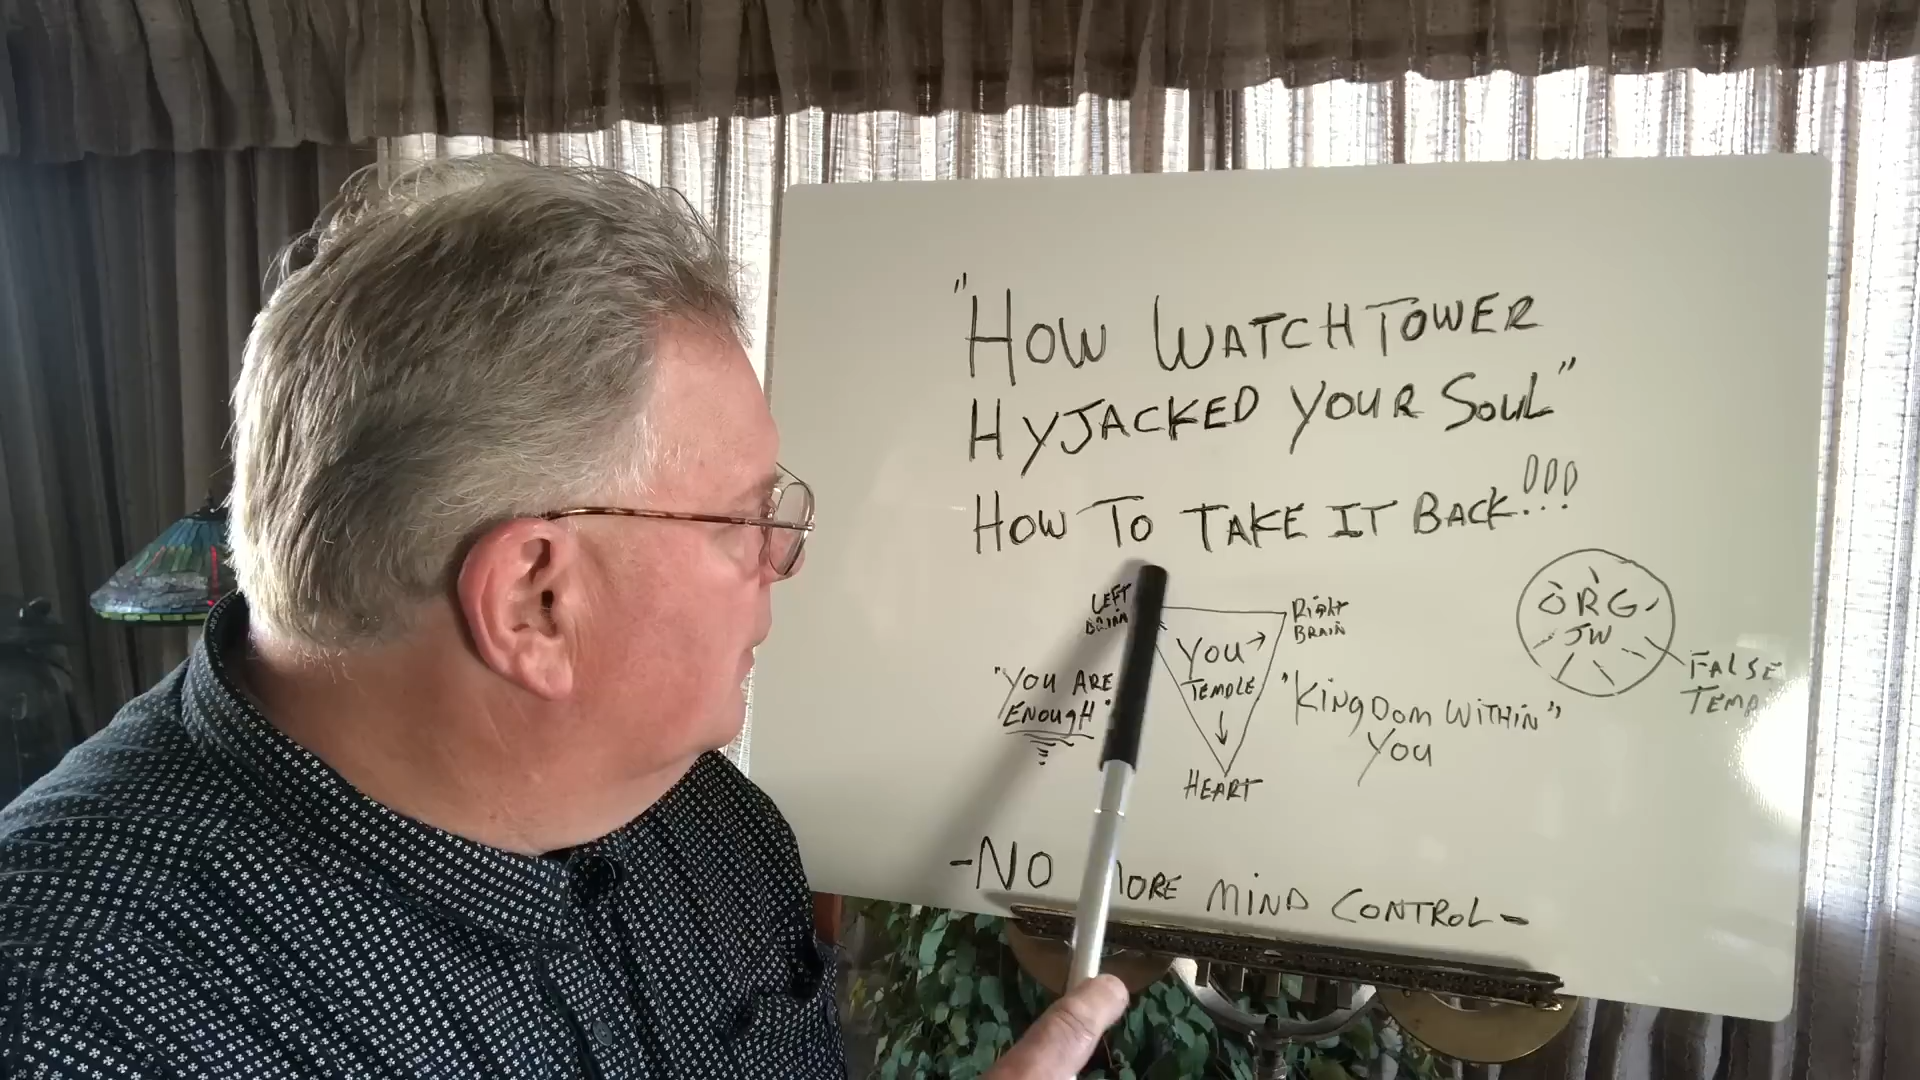 "HOW WATCHTOWER
HYJACKED YOUR SOUL"
HOW TO TAKE IT BACK!!!
LEFT
BRAIN
Right
BRAIN
YOU
TEMPLE
HEART
"YOU ARE
ENOUGH"
"KINGDOM WITHIN"
YOU
ORG
JW
FALSE
-NO MORE MIND CONTROL-